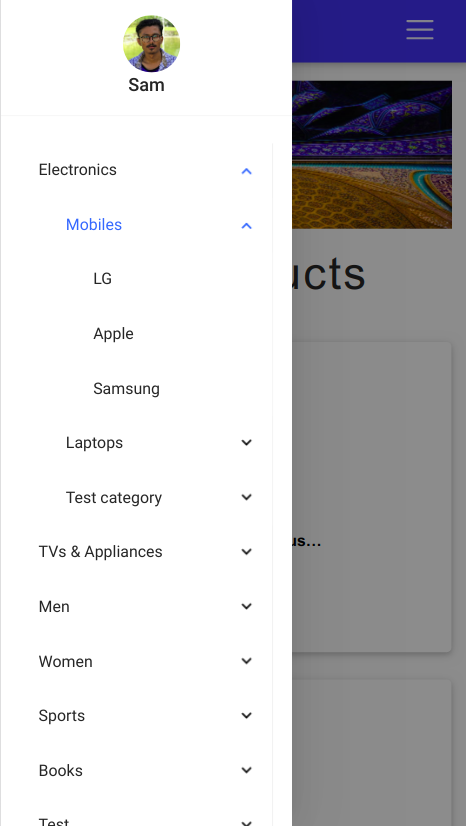 Sam
Electronics
Mobiles
LG
Apple
Samsung
Laptops
Test category
TVs & Appliances
Men
Women
Sports
Books
Test
ucts
us...